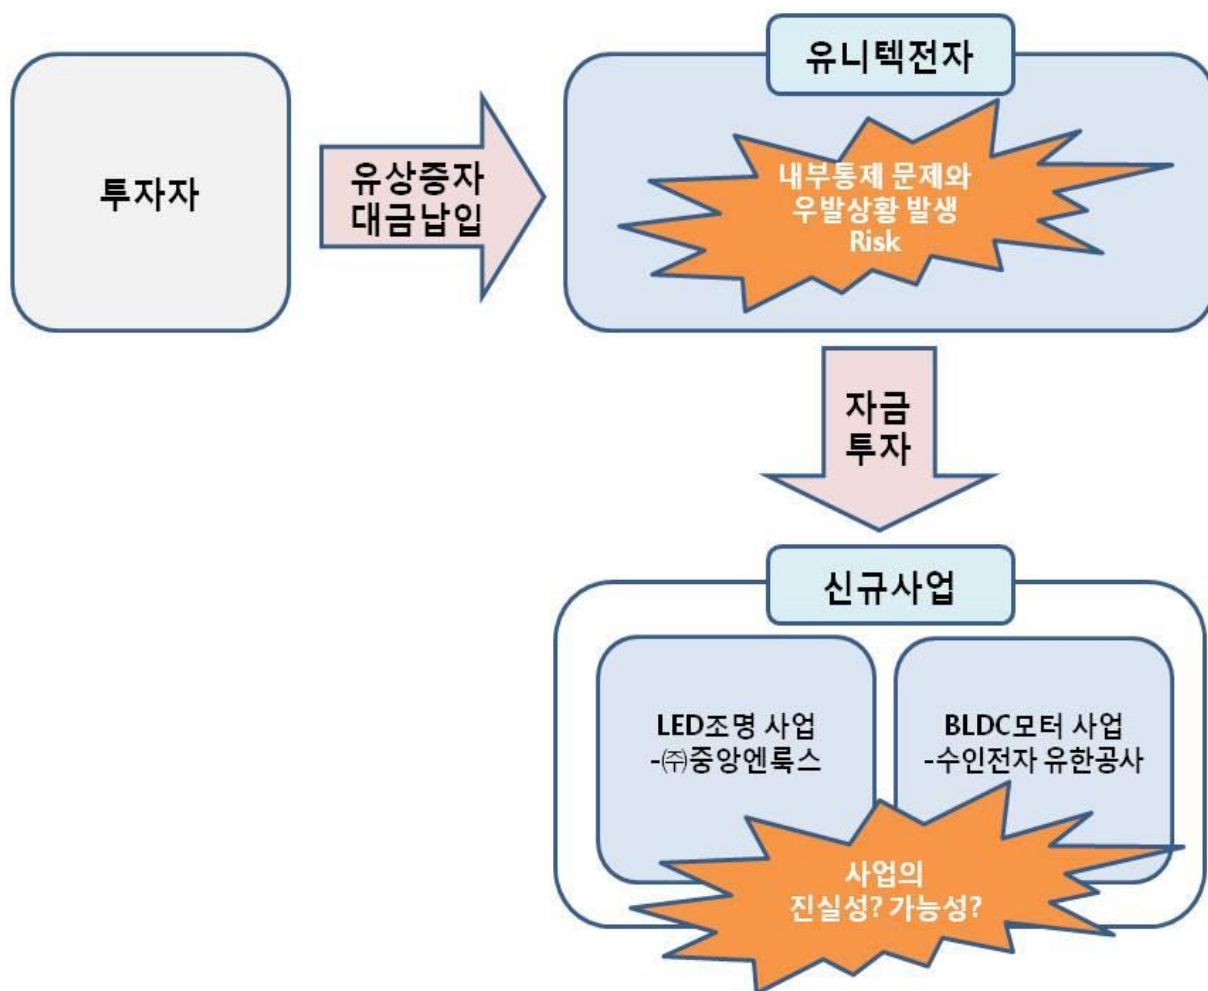 투자자
유상증자
대금납입
유니텍전자
내부통제 문제와
우발상황 발생
Risk
자금
투자
신규사업
LED조명 사업
-㈜중앙엔룩스
BLDC모터 사업
-수인전자 유한공사
사업의
진실성? 가능성?